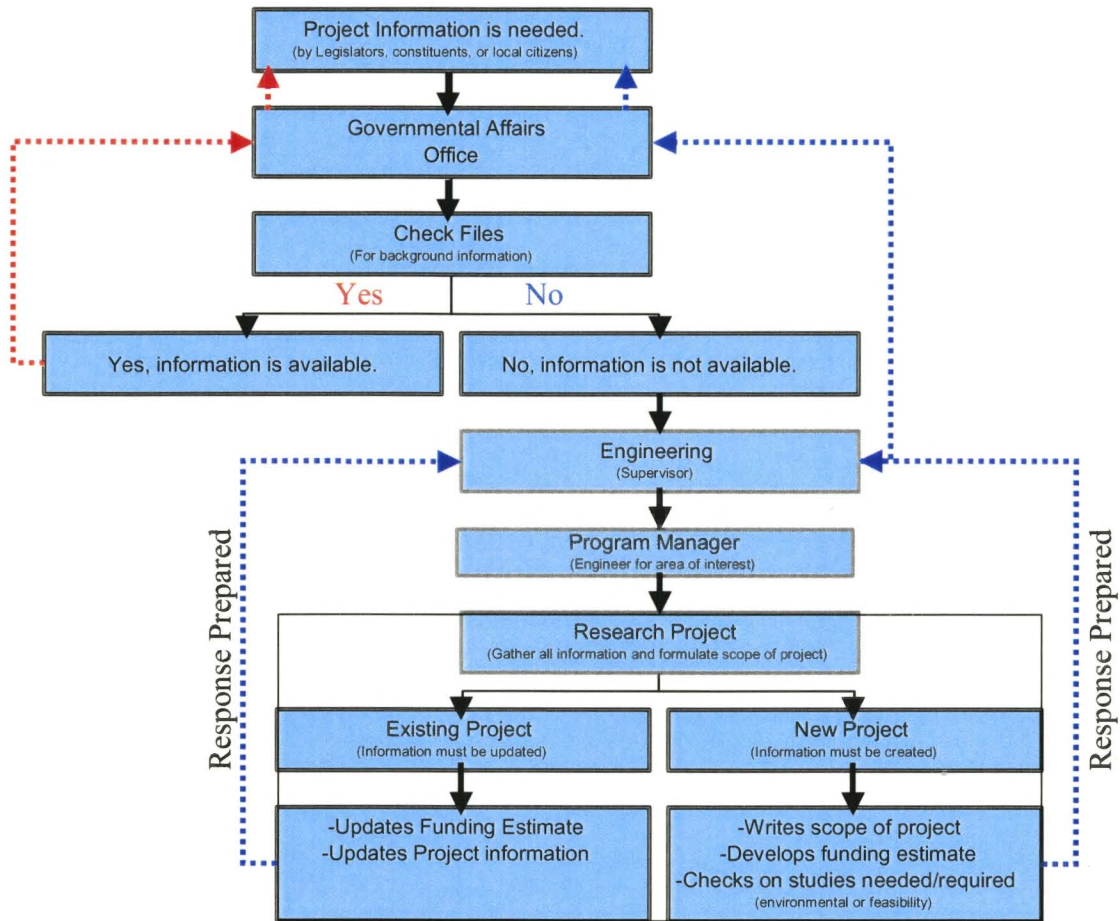 Project Information is needed.
(by Legislators, constituents, or local citizens)
Governmental Affairs
Office
Check Files
(For background information)
Yes
No
Yes, information is available.
No, information is not available.
Engineering
(Supervisor)
Program Manager
(Engineer for area of interest)
Research Project
(Gather all information and formulate scope of project)
Response Prepared
Response Prepared
Existing Project
(Information must be updated)
New Project
(Information must be created)
-Updates Funding Estimate
-Updates Project information
-Writes scope of project
-Develops funding estimate
-Checks on studies needed/required
(environmental or feasibility)